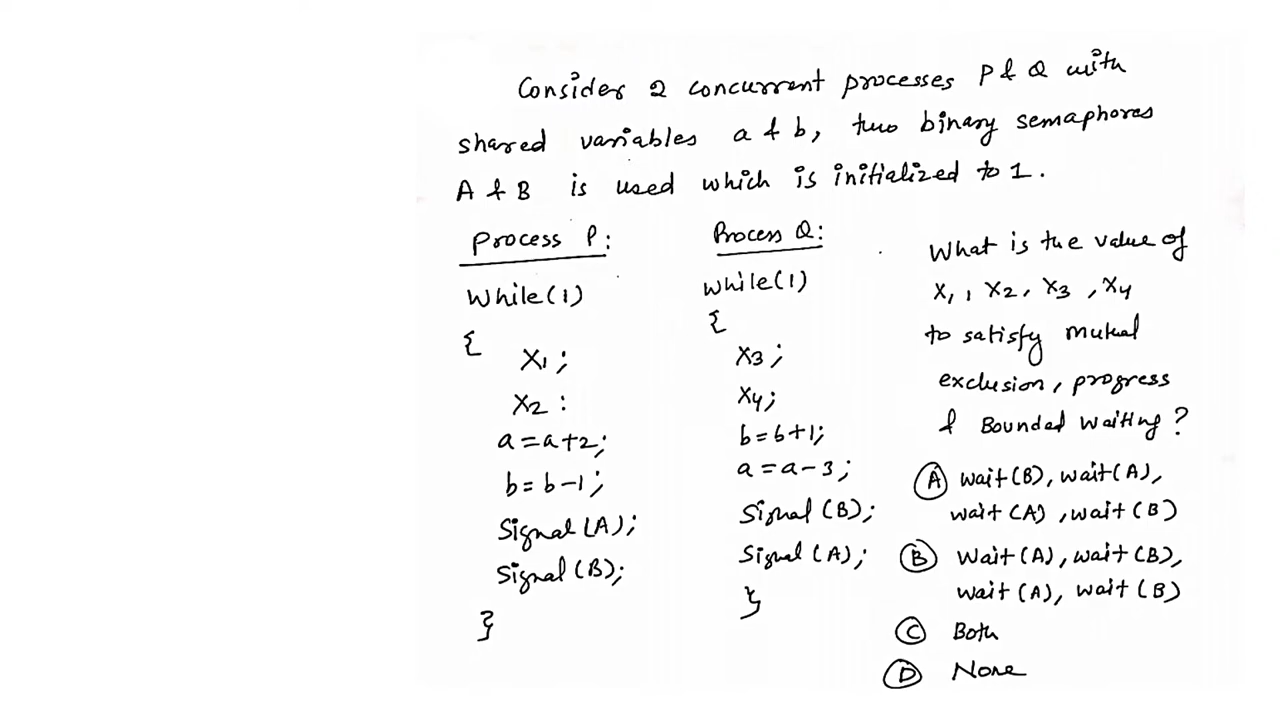 Consider 2 concurrent processes P & Q with
shared variables a & b, two binary semaphores
A & B is used which is initialized to 1.
Process P:
While(1)
{
X1;
X2:
a=a+2;
b=b-1;
Signal(A);
Signal(B);
}
Process Q:
while(1)
{
X3;
X4;
b=b+1;
a=a-3;
Signal(B);
Signal(A);
}
What is the value of
X1, X2, X3, X4
to satisfy mutual
exclusion, progress
& Bounded Waiting?
(A) wait(B), wait(A),
wait(A), wait(B)
(B) Wait(A), wait(B),
wait(A), wait(B)
(C) Both
(D) None